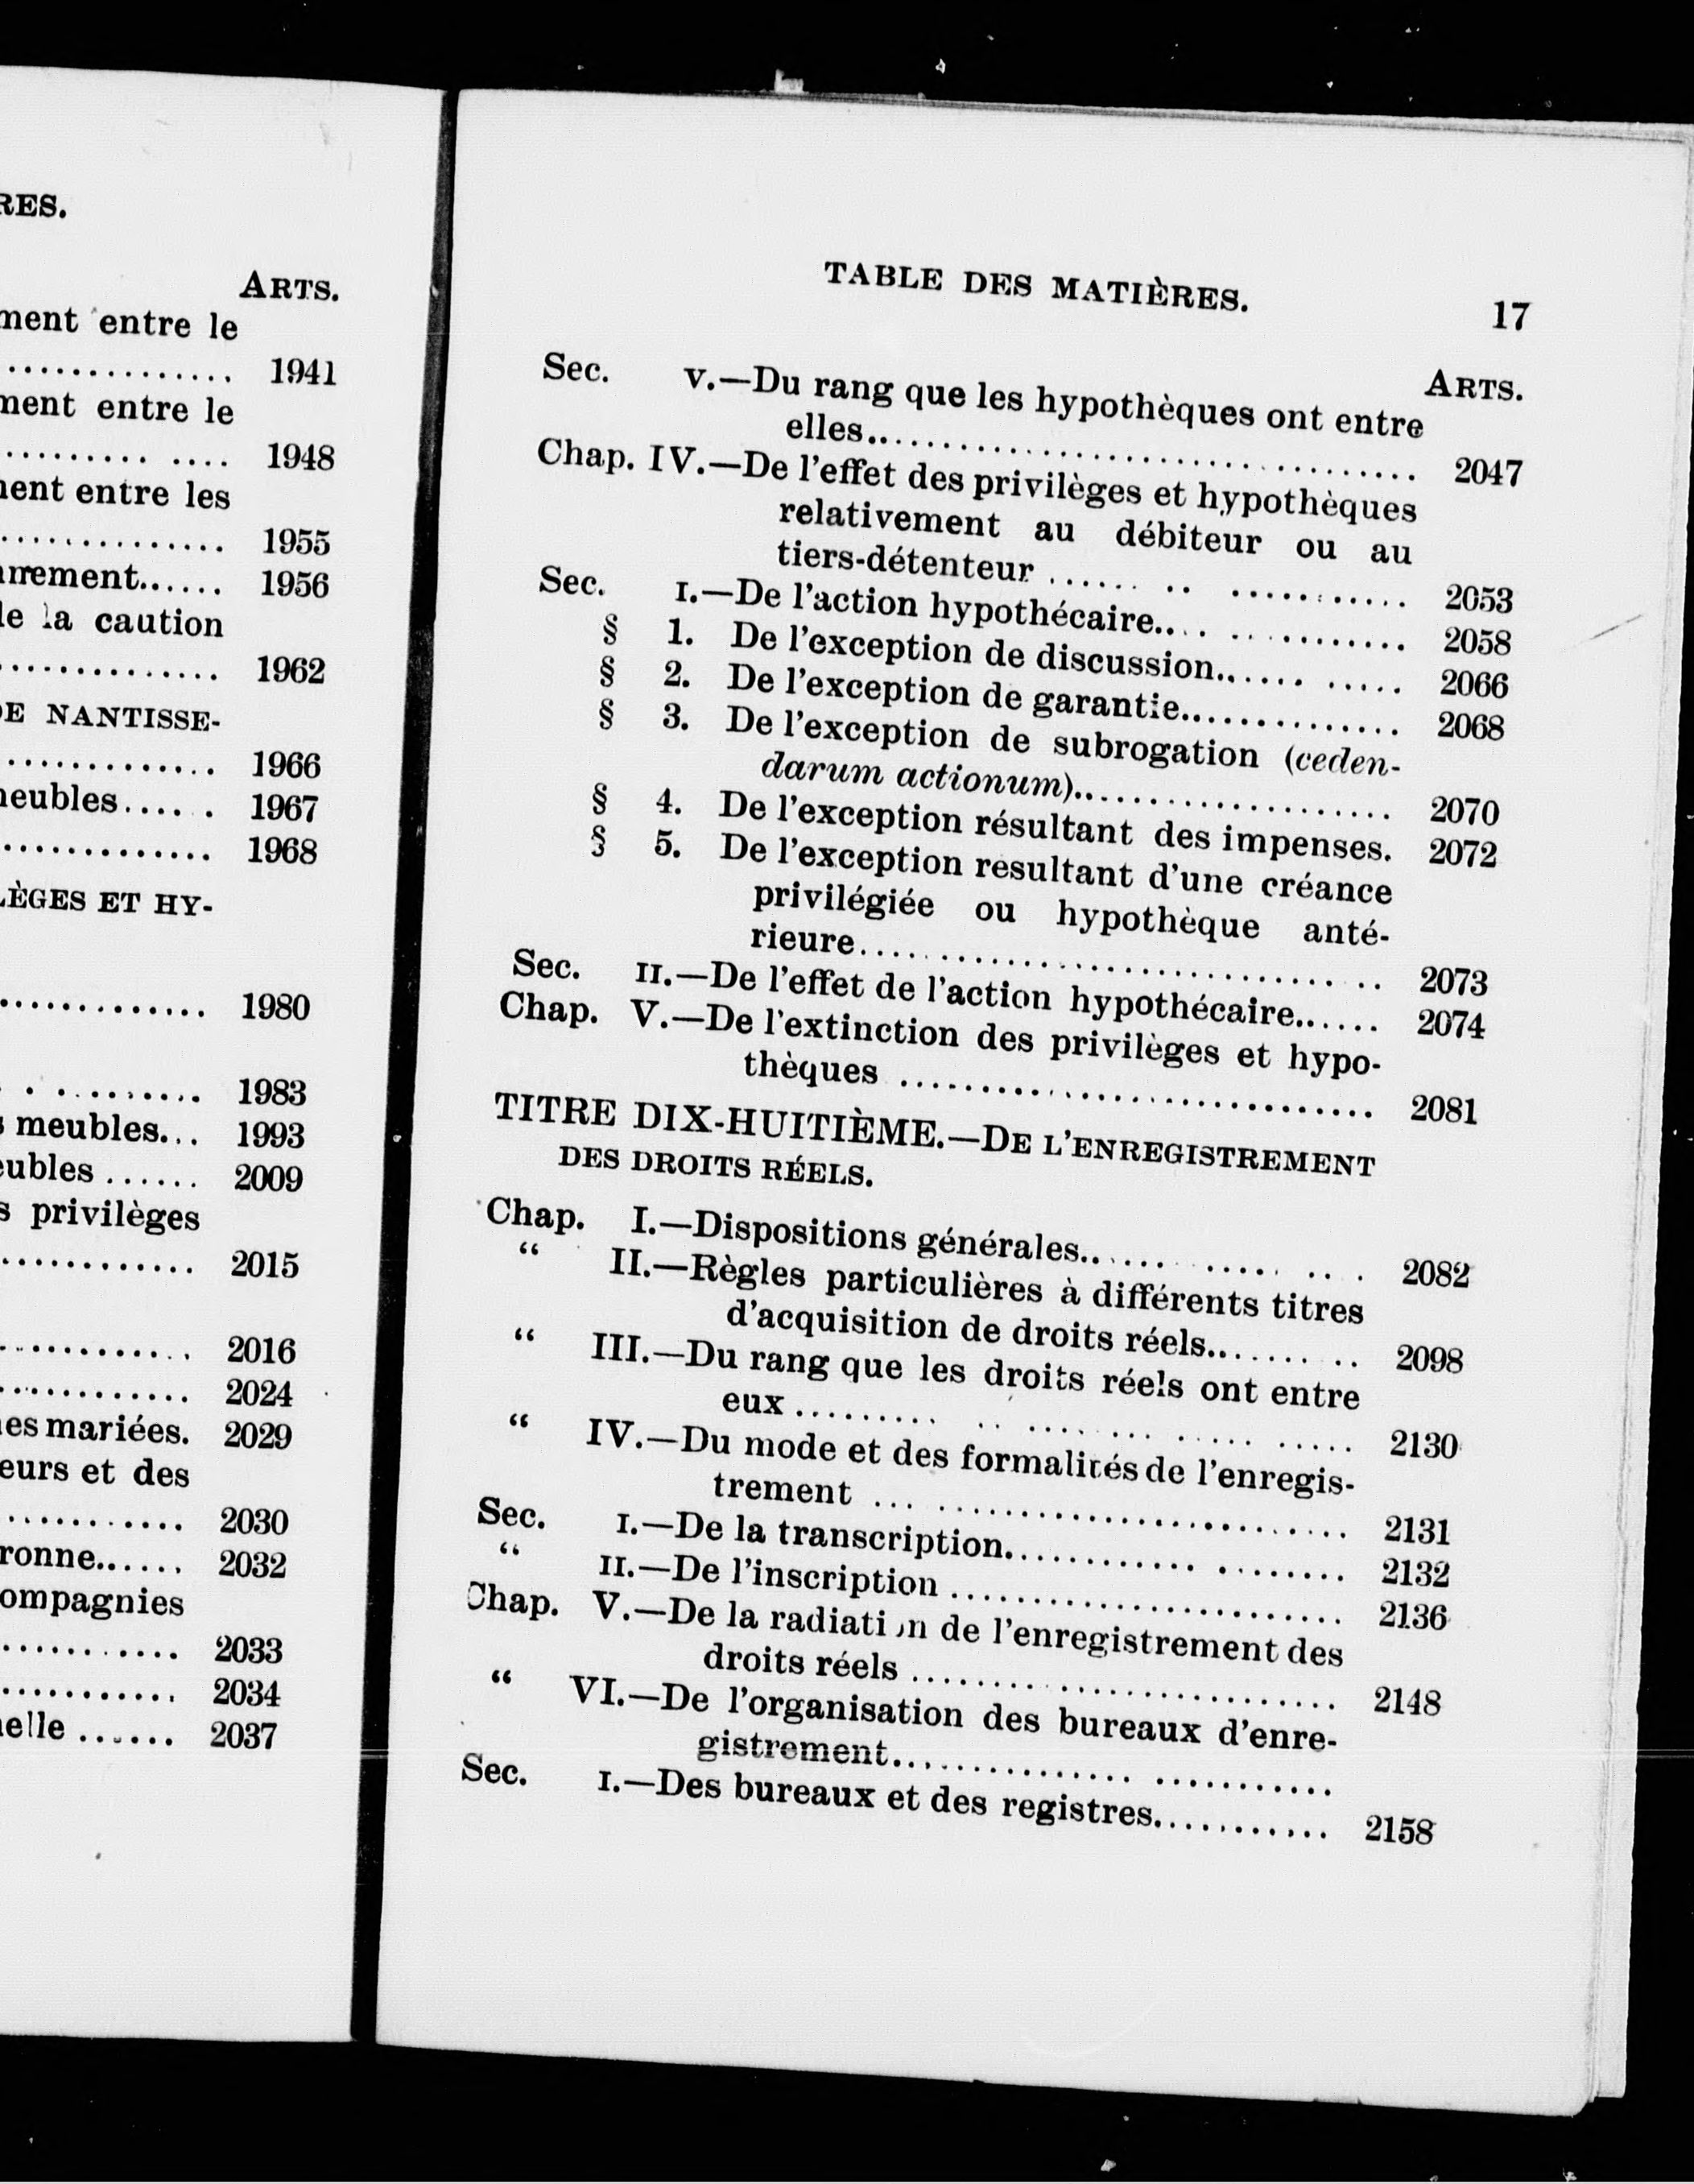 RES.
ARTS.
ment entre le
.............. 1941
ment entre le
......... .... 1948
ment entre les
.............. 1955
nnement...... 1956
de la caution
.............. 1962
DE NANTISSE-
............. 1966
meubles...... 1967
............. 1968
LÈGES ET HY-
............. 1980
. .......... 1983
s meubles... 1993
eubles ...... 2009
s privilèges
............ 2015
............ 2016
............ 2024
mes mariées. 2029
eurs et des
........... 2030
ronne...... 2032
ompagnies
........... 2033
........... 2034
nelle ...... 2037
TABLE DES MATIÈRES. 17
ARTS.
Sec. V.—Du rang que les hypothèques ont entre
elles.................................. 2047
Chap. IV.—De l'effet des privilèges et hypothèques
relativement au débiteur ou au
tiers-détenteur ...... .. ........... 2053
Sec. I.—De l'action hypothécaire.... ........... 2058
§ 1. De l'exception de discussion...... ..... 2066
§ 2. De l'exception de garantie.............. 2068
§ 3. De l'exception de subrogation (ceden-
darum actionum).................... 2070
§ 4. De l'exception résultant des impenses. 2072
§ 5. De l'exception resultant d'une créance
privilégiée ou hypothèque anté-
rieure................................ 2073
Sec. II.—De l'effet de l'action hypothécaire...... 2074
Chap. V.—De l'extinction des privilèges et hypo-
thèques .............................. 2081
TITRE DIX-HUITIÈME.—DE L'ENREGISTREMENT
DES DROITS RÉELS.
Chap. I.—Dispositions générales...... ..... ... 2082
“ II.—Règles particulières à différents titres
d'acquisition de droits réels....... .. 2098
“ III.—Du rang que les droits réels ont entre
eux ......... .. ....... ..... ..... 2130
“ IV.—Du mode et des formalités de l'enregis-
trement ... ........................ 2131
Sec. I.—De la transcription............ ........ 2132
“ II.—De l'inscription ......................... 2136
Chap. V.—De la radiation de l'enregistrement des
droits réels ........................... 2148
“ VI.—De l'organisation des bureaux d'enre-
gistrement............... ...........
Sec. I.—Des bureaux et des registres........... 2158